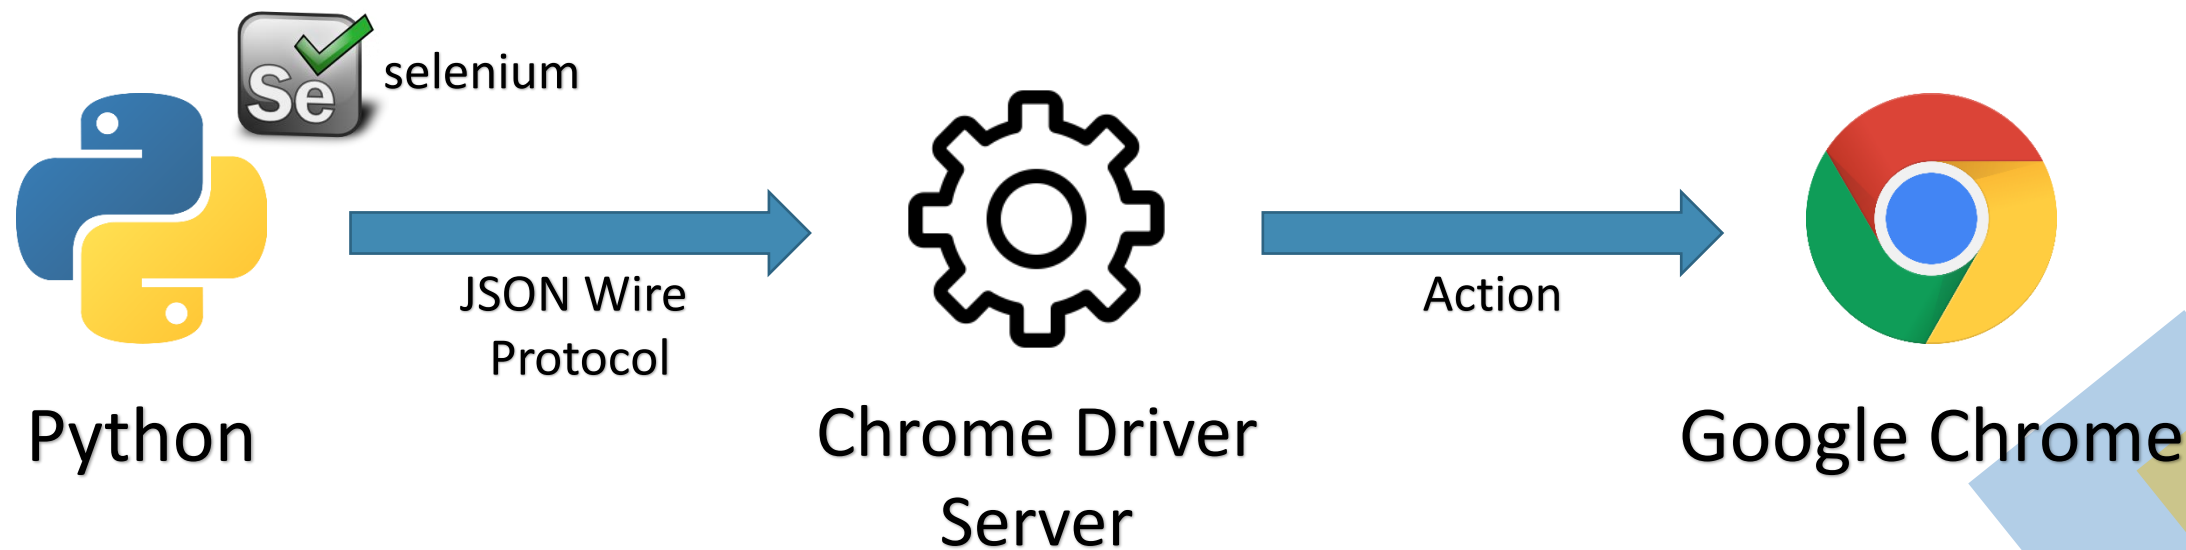 Se
selenium
JSON Wire
Protocol
Action
Python
Chrome Driver
Server
Google Chrome